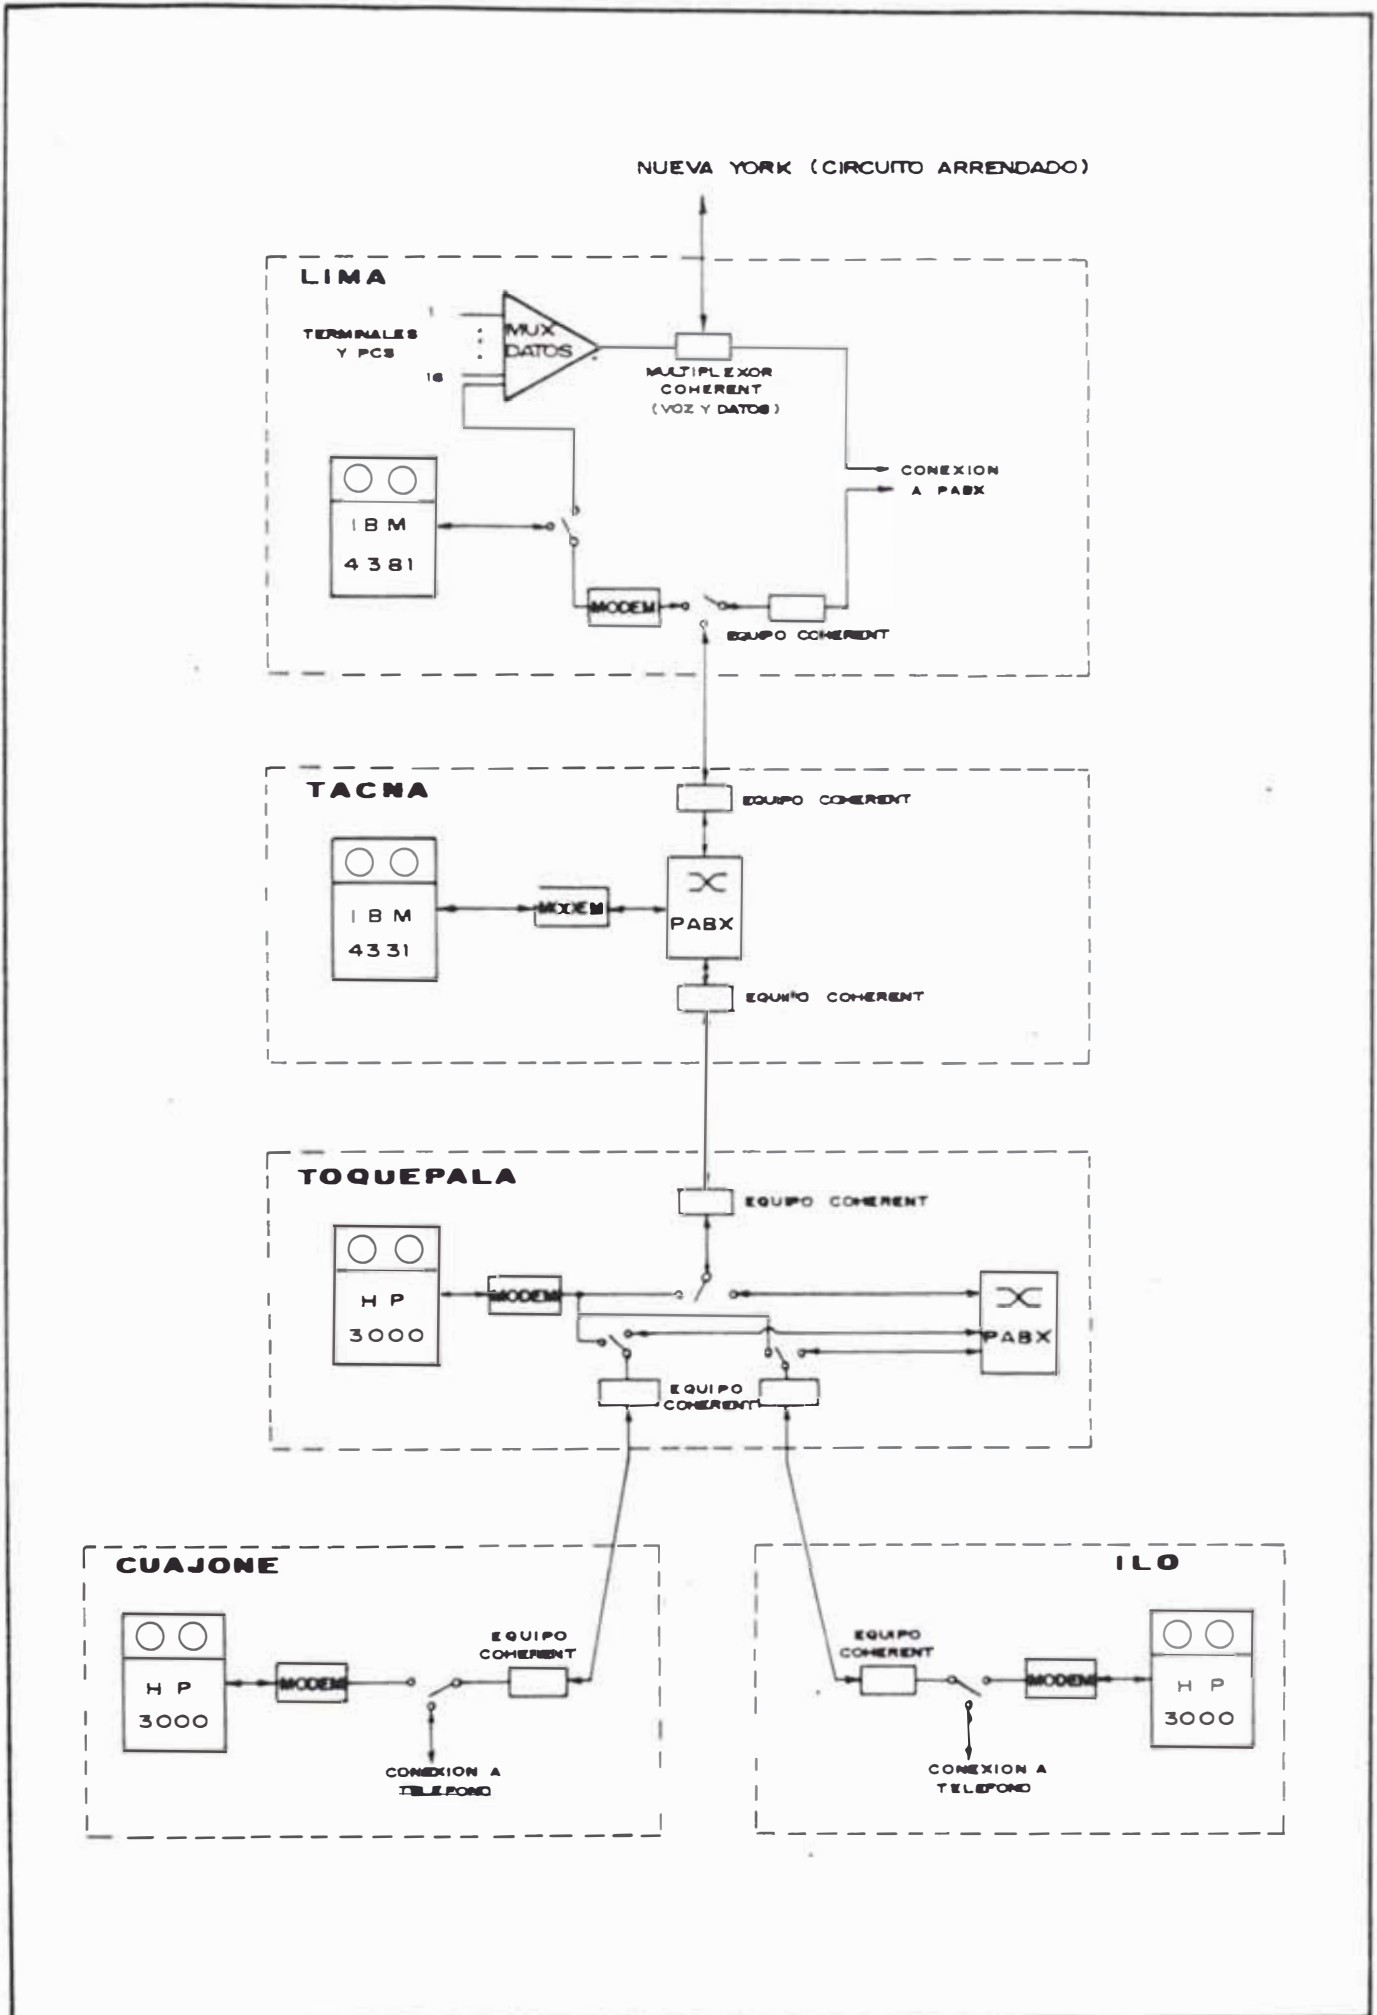 NUEVA YORK (CIRCUITO ARRENDADO)
LIMA
1
TERMINALES
Y PCS
16
MUX
DATOS
MULTIPLEXOR
COHERENT
(VOZ Y DATOS)
CONEXION
A PABX
IBM
4381
MODEM
EQUIPO COHERENT
TACNA
EQUIPO COHERENT
IBM
4331
MODEM
PABX
EQUIPO COHERENT
TOQUEPALA
EQUIPO COHERENT
HP
3000
MODEM
PABX
EQUIPO
COHERENT
CUAJONE
EQUIPO
COHERENT
HP
3000
MODEM
CONEXION A
TELEFONO
ILO
EQUIPO
COHERENT
MODEM
HP
3000
CONEXION A
TELEFONO